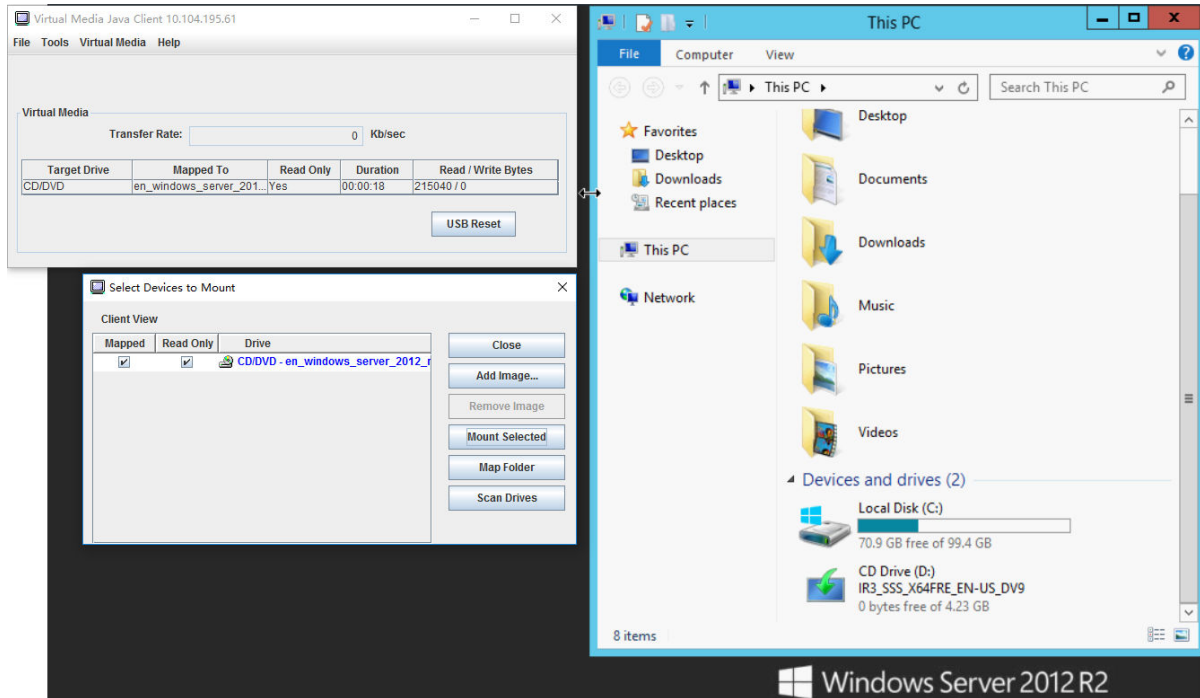 Virtual Media Java Client 10.104.195.61
File Tools Virtual Media Help
Virtual Media
Transfer Rate: 0 Kb/sec
Target Drive Mapped To Read Only Duration Read / Write Bytes
CD/DVD en_windows_server_201... Yes 00:00:18 215040 / 0
USB Reset
Select Devices to Mount
Client View
Mapped Read Only Drive
CD/DVD - en_windows_server_2012_r
Close
Add Image...
Remove Image
Mount Selected
Map Folder
Scan Drives
This PC
File Computer View
This PC
Search This PC
Favorites
Desktop
Downloads
Recent places
This PC
Network
Desktop
Documents
Downloads
Music
Pictures
Videos
Devices and drives (2)
Local Disk (C:)
70.9 GB free of 99.4 GB
CD Drive (D:)
IR3_SSS_X64FRE_EN-US_DV9
0 bytes free of 4.23 GB
8 items
Windows Server 2012 R2